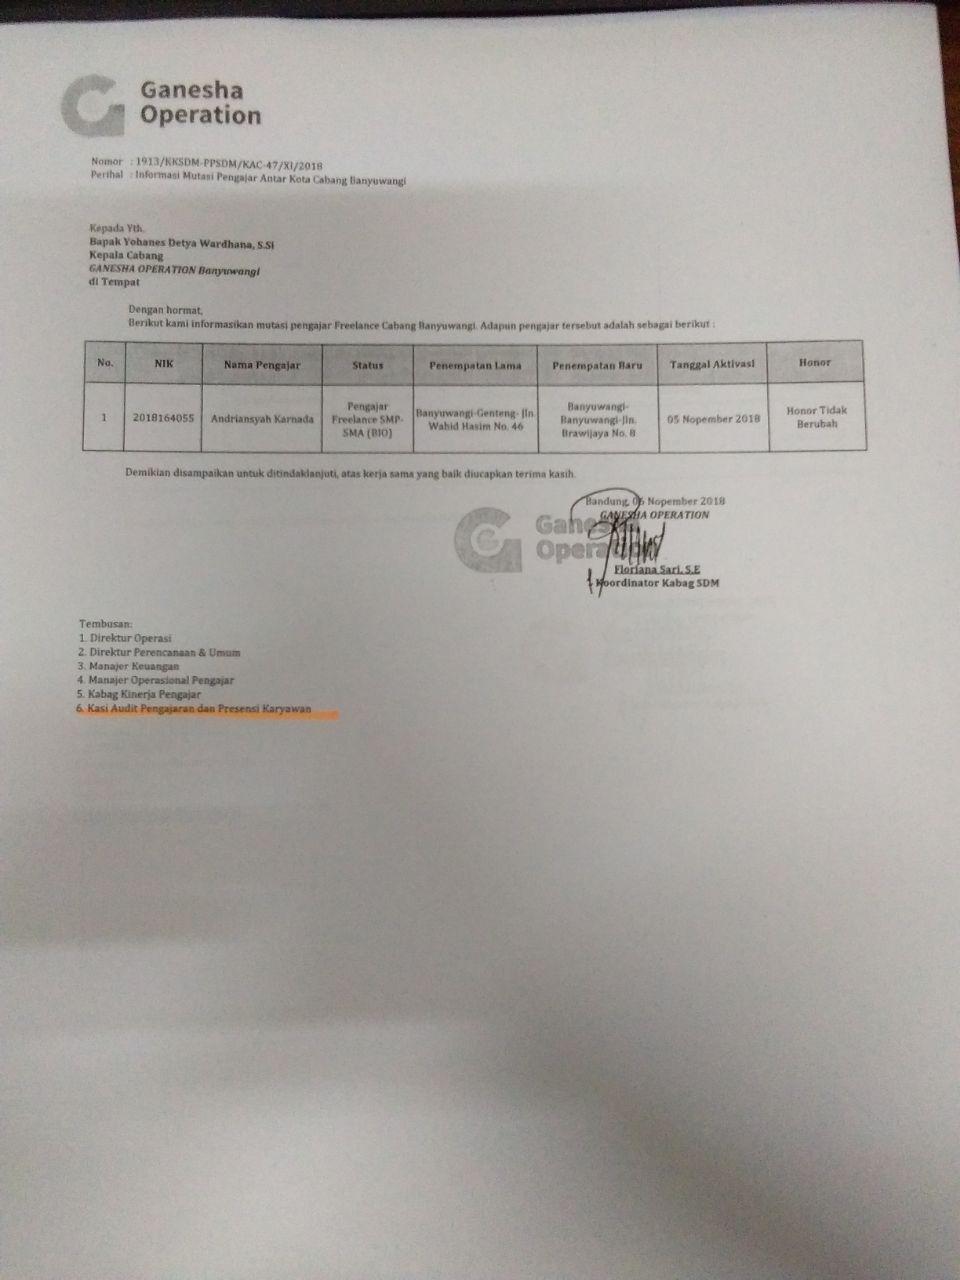 Ganesha
Operation
Nomor : 1913/KKSDM-PPSDM/KAC-47/XI/2018
Perihal : Informasi Mutasi Pengajar Antar Kota Cabang Banyuwangi
Kepada Yth.
Bapak Yohanes Detya Wardhana, S.Si
Kepala Cabang
GANESHA OPERATION Banyuwangi
di Tempat
Dengan hormat,
Berikut kami informasikan mutasi pengajar Freelance Cabang Banyuwangi. Adapun pengajar tersebut adalah sebagai berikut :
No. NIK Nama Pengajar Status Penempatan Lama Penempatan Baru Tanggal Aktivasi Honor
1 2018164055 Andriansyah Karnada Pengajar Freelance SMP-SMA (BIO) Banyuwangi-Genteng- Jln. Wahid Hasim No. 46 Banyuwangi-Banyuwangi-Jln. Brawijaya No. 8 05 Nopember 2018 Honor Tidak Berubah
Demikian disampaikan untuk ditindaklanjuti, atas kerja sama yang baik diucapkan terima kasih.
Bandung, 06 Nopember 2018
GANESHA OPERATION
Ganesha
Operation
Floriana Sari, S.E
Koordinator Kabag SDM
Tembusan:
1. Direktur Operasi
2. Direktur Perencanaan & Umum
3. Manajer Keuangan
4. Manajer Operasional Pengajar
5. Kabag Kinerja Pengajar
6. Kasi Audit Pengajaran dan Presensi Karyawan